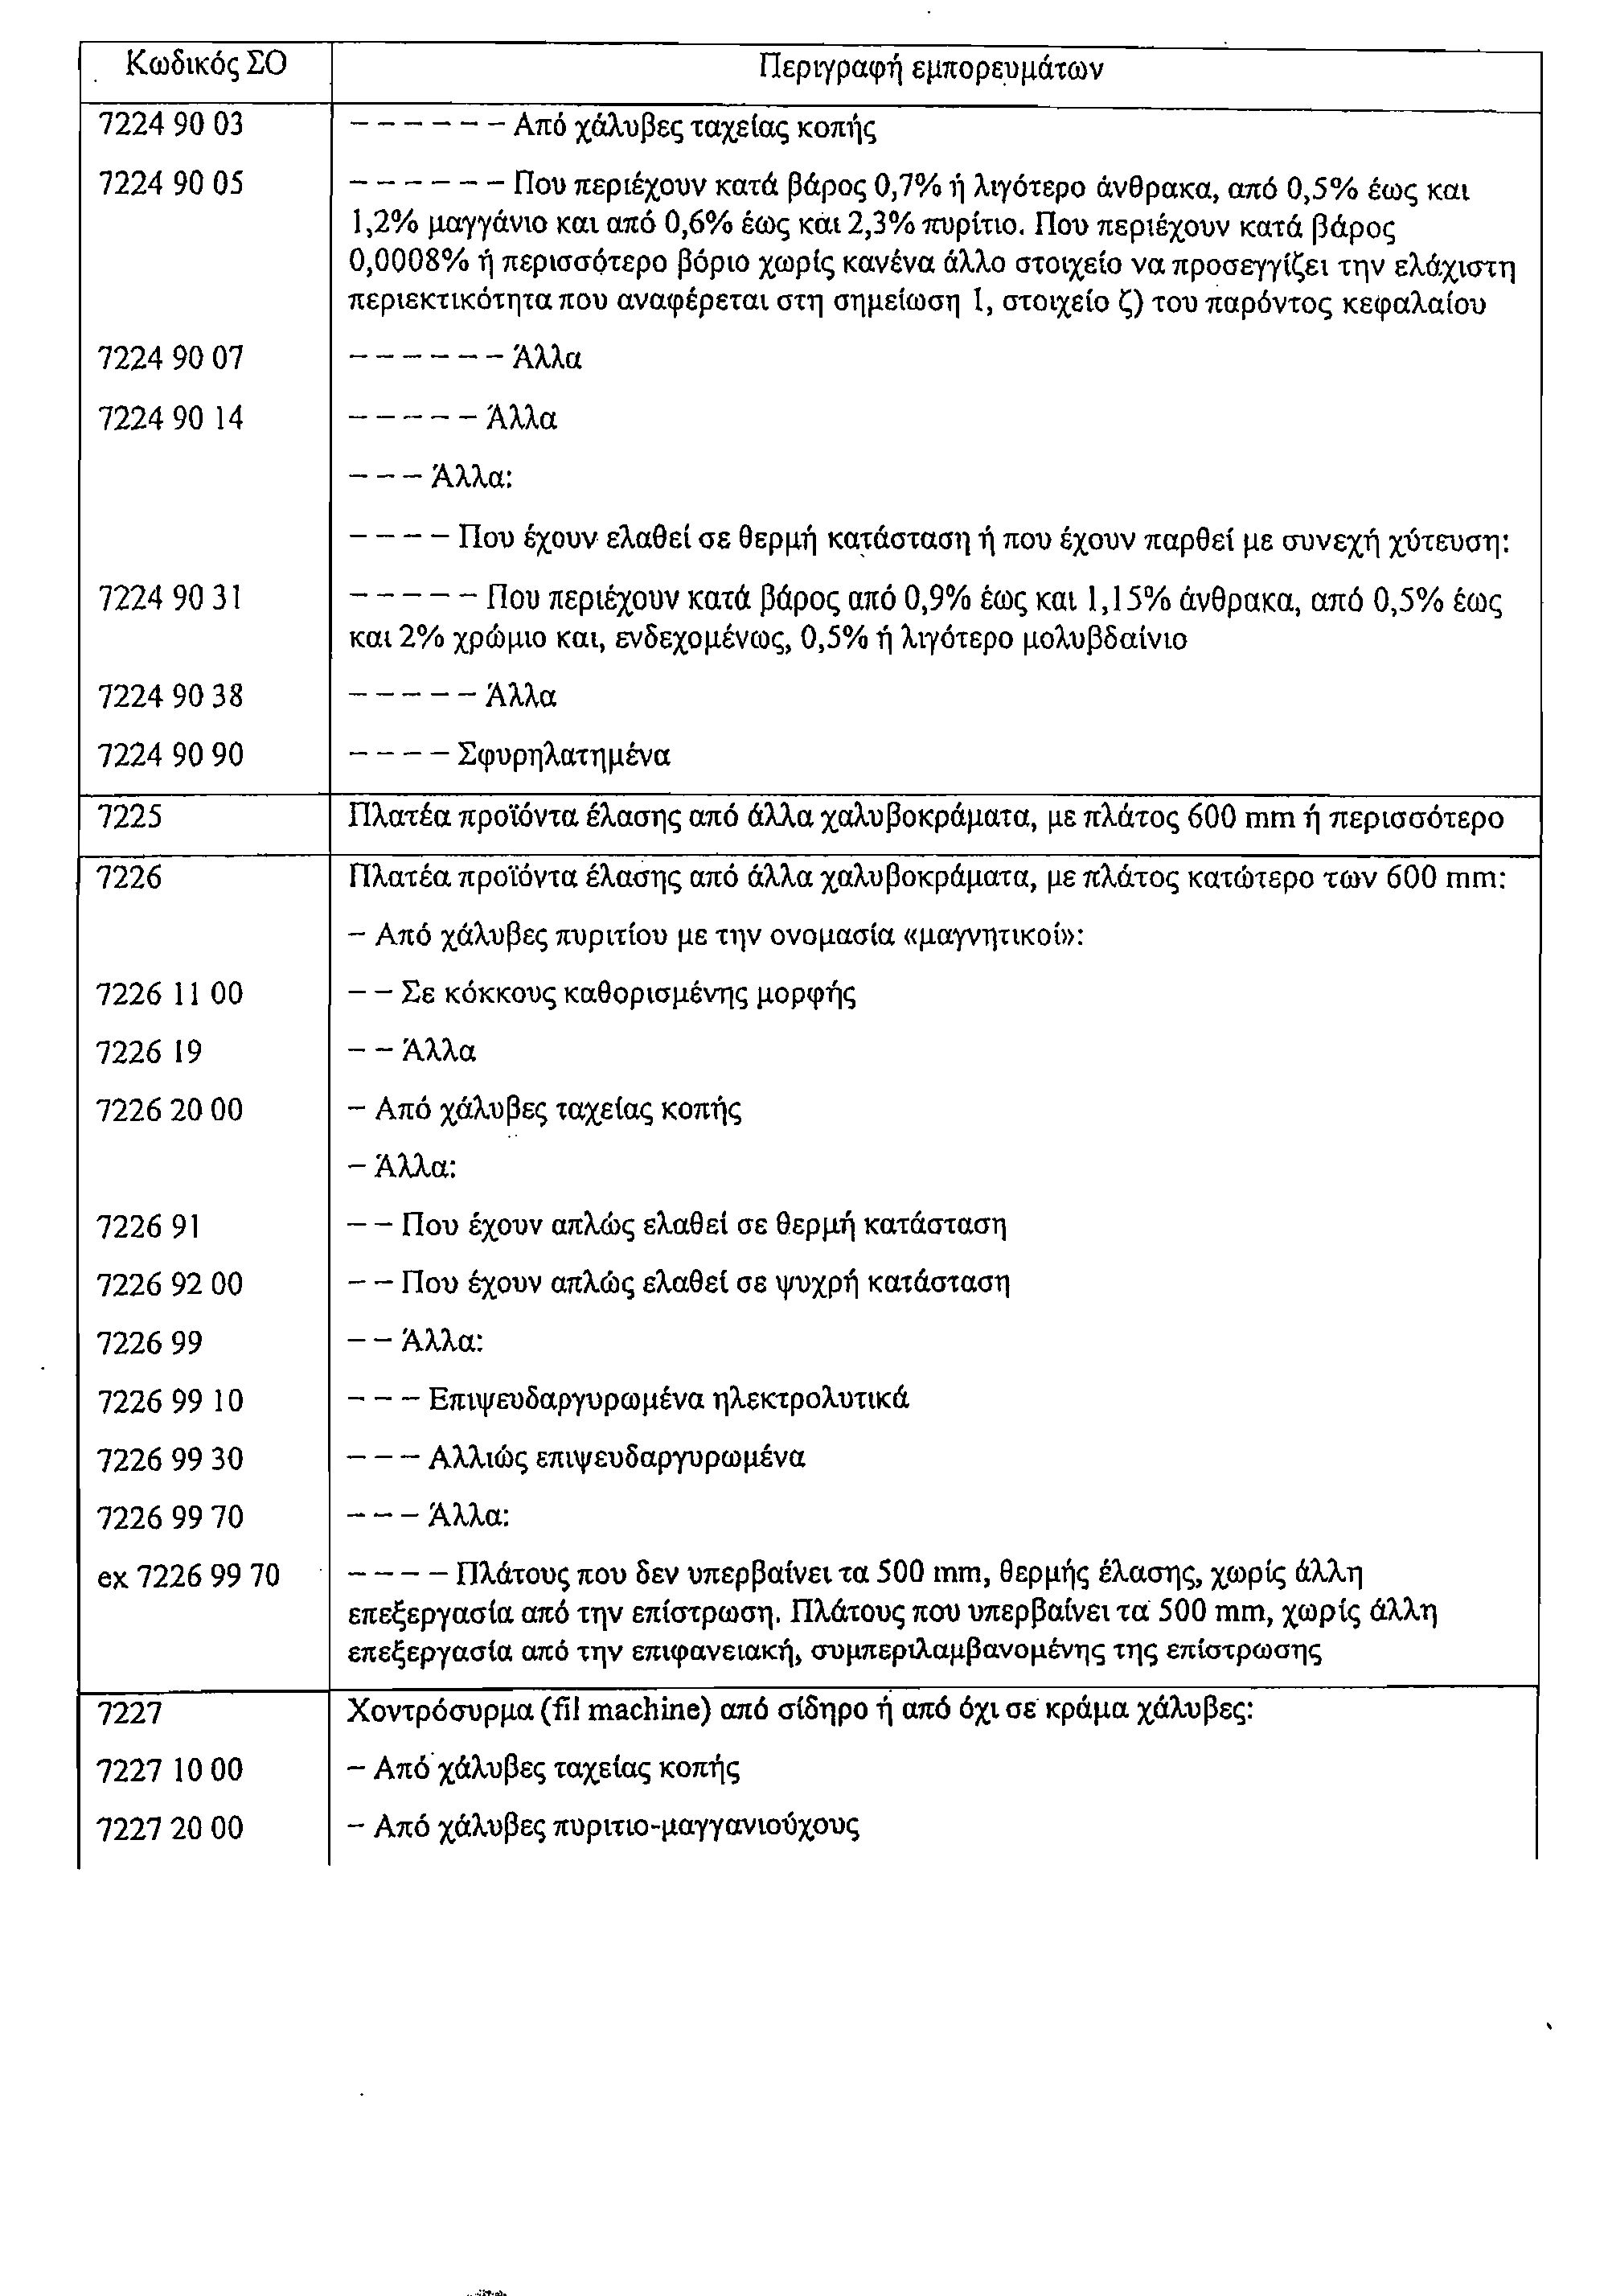 Κωδικός ΣΟ Περιγραφή εμπορευμάτων
7224 90 03 – – – – – – Από χάλυβες ταχείας κοπής
7224 90 05 – – – – – – Που περιέχουν κατά βάρος 0,7% ή λιγότερο άνθρακα, από 0,5% έως και
1,2% μαγγάνιο και από 0,6% έως και 2,3% πυρίτιο. Που περιέχουν κατά βάρος
0,0008% ή περισσότερο βόριο χωρίς κανένα άλλο στοιχείο να προσεγγίζει την ελάχιστη
περιεκτικότητα που αναφέρεται στη σημείωση 1, στοιχείο ζ) του παρόντος κεφαλαίου
7224 90 07 – – – – – – Άλλα
7224 90 14 – – – – – Άλλα
– – – Άλλα:
– – – – Που έχουν ελαθεί σε θερμή κατάσταση ή που έχουν παρθεί με συνεχή χύτευση:
7224 90 31 – – – – – Που περιέχουν κατά βάρος από 0,9% έως και 1,15% άνθρακα, από 0,5% έως
και 2% χρώμιο και, ενδεχομένως, 0,5% ή λιγότερο μολυβδαίνιο
7224 90 38 – – – – – Άλλα
7224 90 90 – – – – Σφυρηλατημένα
7225 Πλατέα προϊόντα έλασης από άλλα χαλυβοκράματα, με πλάτος 600 mm ή περισσότερο
7226 Πλατέα προϊόντα έλασης από άλλα χαλυβοκράματα, με πλάτος κατώτερο των 600 mm:
– Από χάλυβες πυριτίου με την ονομασία «μαγνητικοί»:
7226 11 00 – – Σε κόκκους καθορισμένης μορφής
7226 19 – – Άλλα
7226 20 00 – Από χάλυβες ταχείας κοπής
– Άλλα:
7226 91 – – Που έχουν απλώς ελαθεί σε θερμή κατάσταση
7226 92 00 – – Που έχουν απλώς ελαθεί σε ψυχρή κατάσταση
7226 99 – – Άλλα:
7226 99 10 – – – Επιψευδαργυρωμένα ηλεκτρολυτικά
7226 99 30 – – – Αλλιώς επιψευδαργυρωμένα
7226 99 70 – – – Άλλα:
ex 7226 99 70 – – – – Πλάτους που δεν υπερβαίνει τα 500 mm, θερμής έλασης, χωρίς άλλη
επεξεργασία από την επίστρωση. Πλάτους που υπερβαίνει τα 500 mm, χωρίς άλλη
επεξεργασία από την επιφανειακή, συμπεριλαμβανομένης της επίστρωσης
7227 Χοντρόσυρμα (fil machine) από σίδηρο ή από όχι σε κράμα χάλυβες:
7227 10 00 – Από χάλυβες ταχείας κοπής
7227 20 00 – Από χάλυβες πυριτιο-μαγγανιούχους